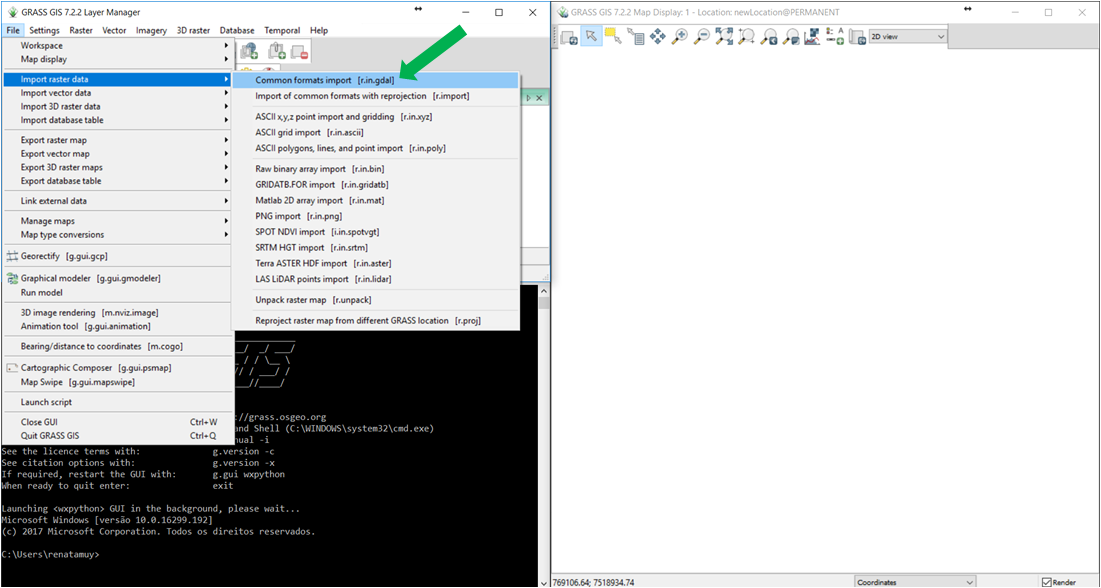 GRASS GIS 7.2.2 Layer Manager
File Settings Raster Vector Imagery 3D raster Database Temporal Help
Workspace
Map display
Import raster data
Import vector data
Import 3D raster data
Import database table
Export raster map
Export vector map
Export 3D raster maps
Export database table
Link external data
Manage maps
Map type conversions
Georectify [g.gui.gcp]
Graphical modeler [g.gui.gmodeler]
Run model
3D image rendering [m.nviz.image]
Animation tool [g.gui.animation]
Bearing/distance to coordinates [m.cogo]
Cartographic Composer [g.gui.psmap]
Map Swipe [g.gui.mapswipe]
Launch script
Close GUI Ctrl+W
Quit GRASS GIS Ctrl+Q
Common formats import [r.in.gdal]
Import of common formats with reprojection [r.import]
ASCII x,y,z point import and gridding [r.in.xyz]
ASCII grid import [r.in.ascii]
ASCII polygons, lines, and point import [r.in.poly]
Raw binary array import [r.in.bin]
GRIDATB.FOR import [r.in.gridatb]
Matlab 2D array import [r.in.mat]
PNG import [r.in.png]
SPOT NDVI import [i.in.spotvgt]
SRTM HGT import [r.in.srtm]
Terra ASTER HDF import [r.in.aster]
LAS LiDAR points import [r.in.lidar]
Unpack raster map [r.unpack]
Reproject raster map from different GRASS location [r.proj]
://grass.osgeo.org
and Shell (C:\WINDOWS\system32\cmd.exe)
nual -i
See the licence terms with: g.version -c
See citation options with: g.version -x
If required, restart the GUI with: g.gui wxpython
When ready to quit enter: exit
Launching <wxpython> GUI in the background, please wait...
Microsoft Windows [versão 10.0.16299.192]
(c) 2017 Microsoft Corporation. Todos os direitos reservados.
C:\Users\renatamuy>
GRASS GIS 7.2.2 Map Display: 1 - Location: newLocation@PERMANENT
2D view
769106.64; 7518934.74
Coordinates
Render